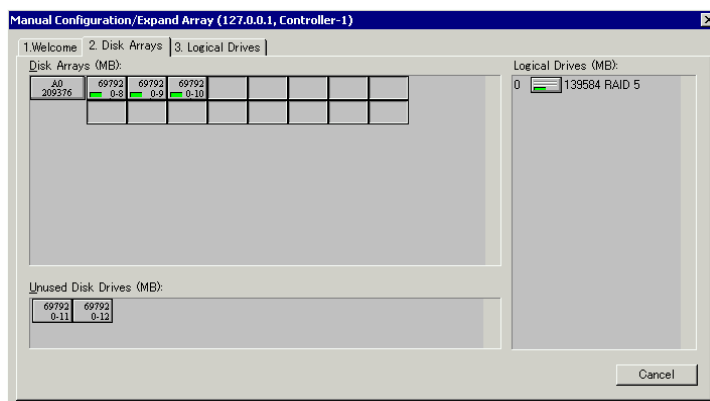 Manual Configuration/Expand Array (127.0.0.1, Controller-1)
1.Welcome 2. Disk Arrays 3. Logical Drives
Disk Arrays (MB):
Logical Drives (MB):
A0 69792 69792 69792
209376 0-8 0-9 0-10
0 139584 RAID 5
Unused Disk Drives (MB):
69792 69792
0-11 0-12
Cancel